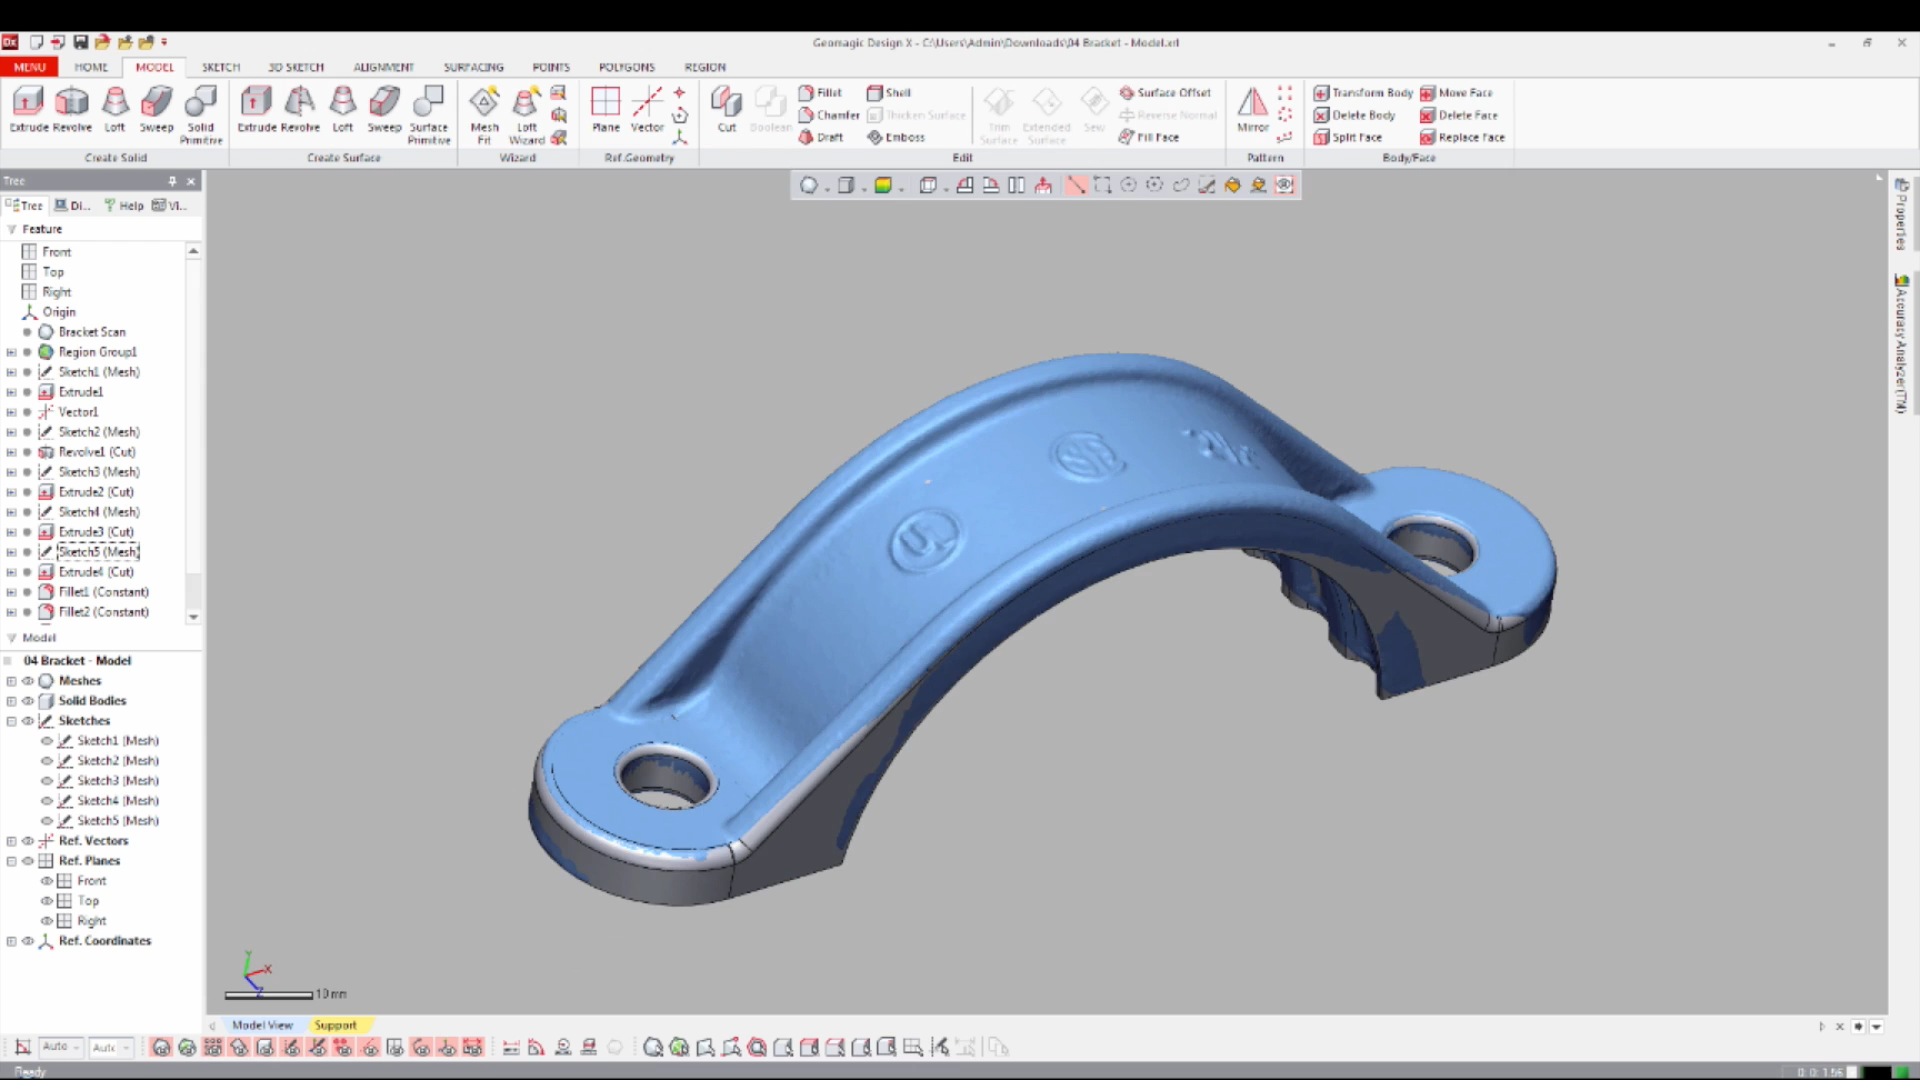 Geomagic Design X - C:\Users\Admin\Downloads\04 Bracket - Model.xrl
MENU HOME MODEL SKETCH 3D SKETCH ALIGNMENT SURFACING POINTS POLYGONS REGION
Extrude Revolve Loft Sweep Solid Primitive
Create Solid
Extrude Revolve Loft Sweep Surface Primitive
Create Surface
Mesh Fit Loft Wizard
Wizard
Plane Vector
Ref.Geometry
Cut Boolean
Fillet Shell
Chamfer Thicken Surface
Draft Emboss
Trim Surface Extended Surface Sew
Surface Offset
Reverse Normal
Fill Face
Edit
Mirror
Pattern
Transform Body Move Face
Delete Body Delete Face
Split Face Replace Face
Body/Face
Tree
Tree Di... Help Vi...
Feature
Front
Top
Right
Origin
Bracket Scan
Region Group1
Sketch1 (Mesh)
Extrude1
Vector1
Sketch2 (Mesh)
Revolve1 (Cut)
Sketch3 (Mesh)
Extrude2 (Cut)
Sketch4 (Mesh)
Extrude3 (Cut)
Sketch5 (Mesh)
Extrude4 (Cut)
Fillet1 (Constant)
Fillet2 (Constant)
Model
04 Bracket - Model
Meshes
Solid Bodies
Sketches
Sketch1 (Mesh)
Sketch2 (Mesh)
Sketch3 (Mesh)
Sketch4 (Mesh)
Sketch5 (Mesh)
Ref. Vectors
Ref. Planes
Front
Top
Right
Ref. Coordinates
Properties
Accuracy Analyzer(TM)
UL
Y
X
Z
10 mm
Model View Support
Auto Auto
Ready